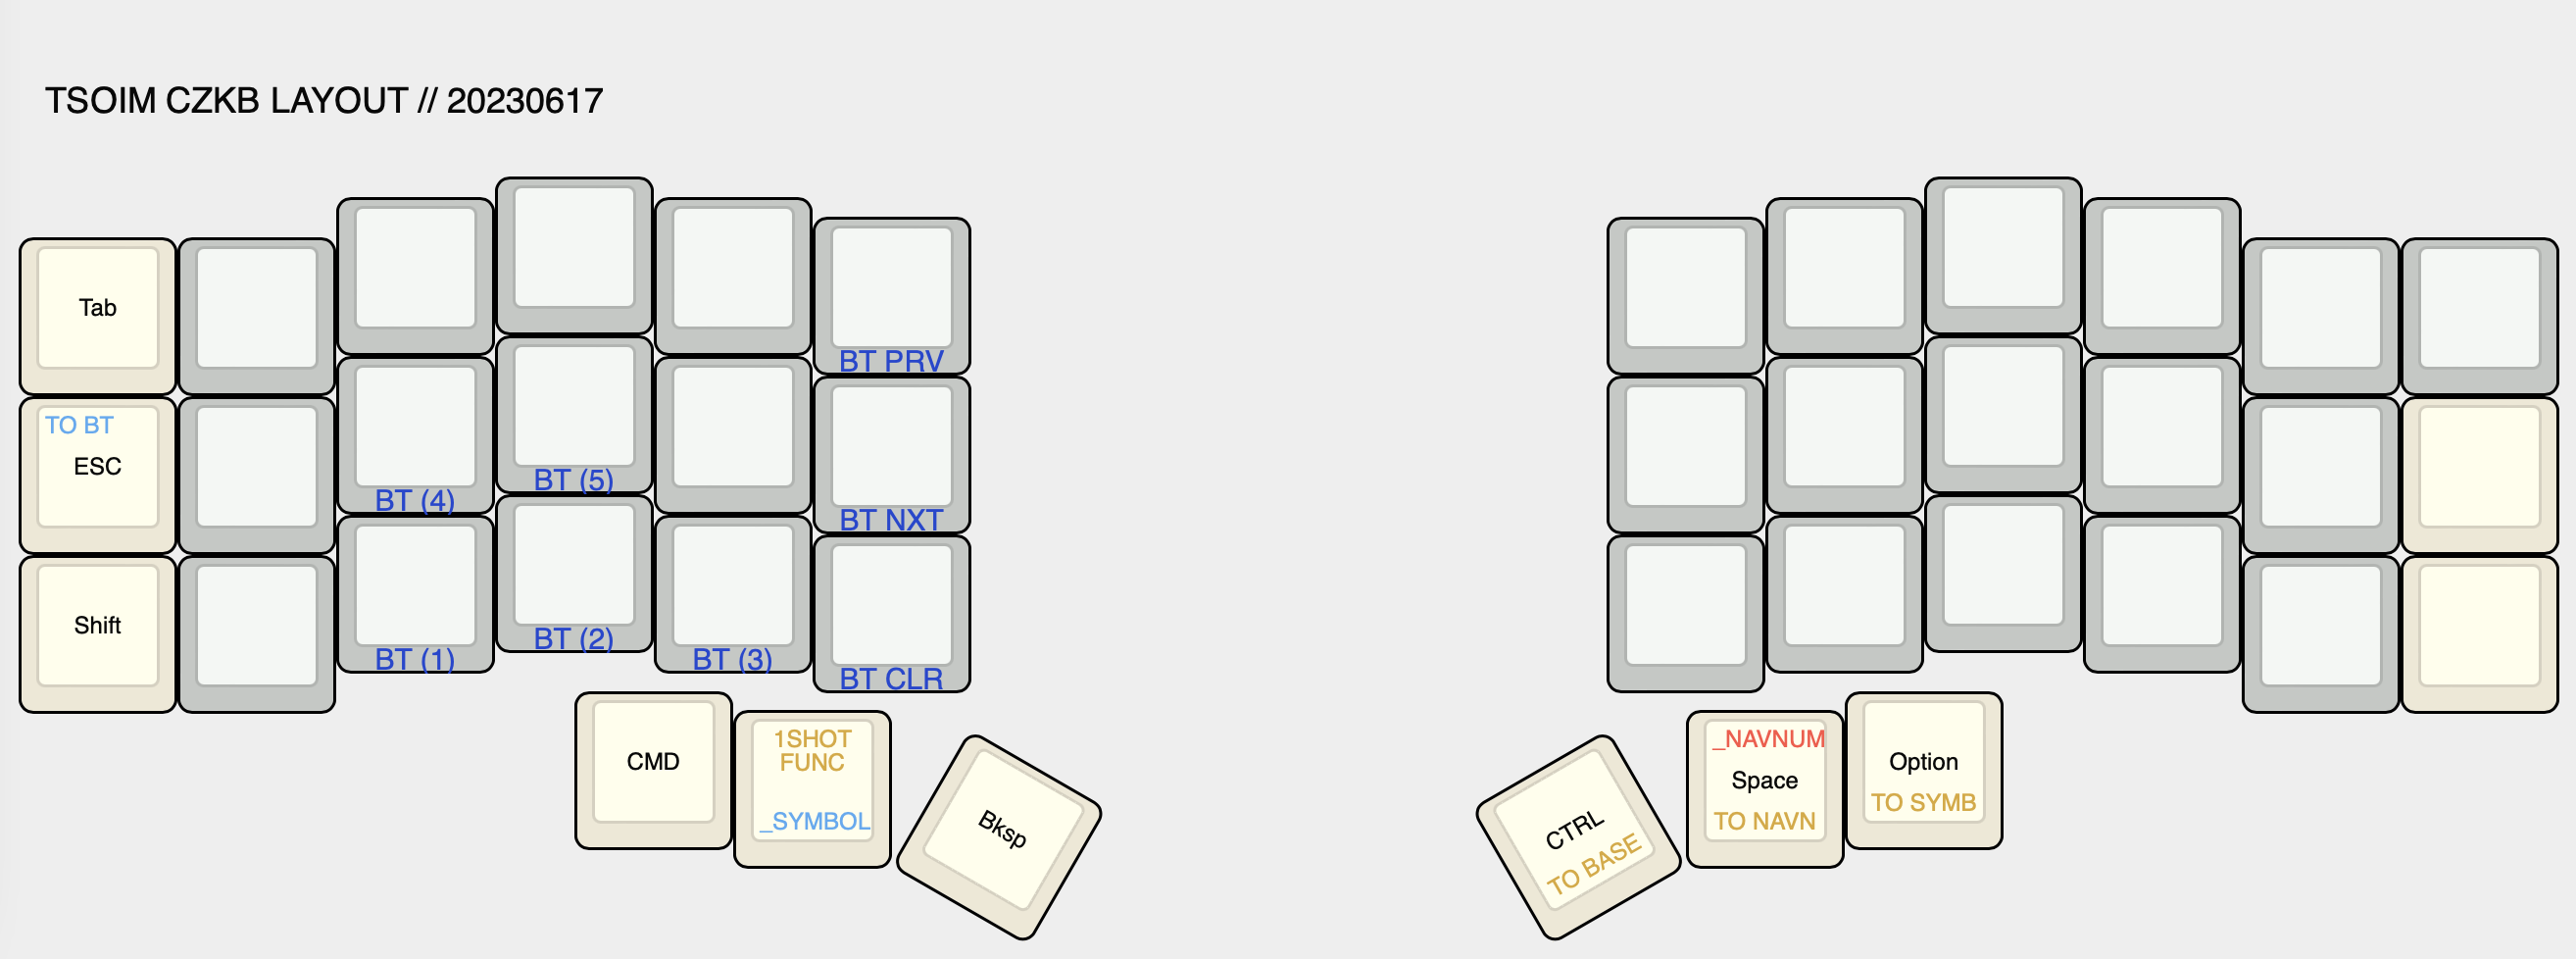 TSOIM CZKB LAYOUT // 20230617
Tab
BT PRV
TO BT
ESC
BT (4)
BT (5)
BT NXT
Shift
BT (1)
BT (2)
BT (3)
BT CLR
CMD
1SHOT
FUNC
_SYMBOL
Bksp
CTRL
TO BASE
_NAVNUM
Space
TO NAVN
Option
TO SYMB